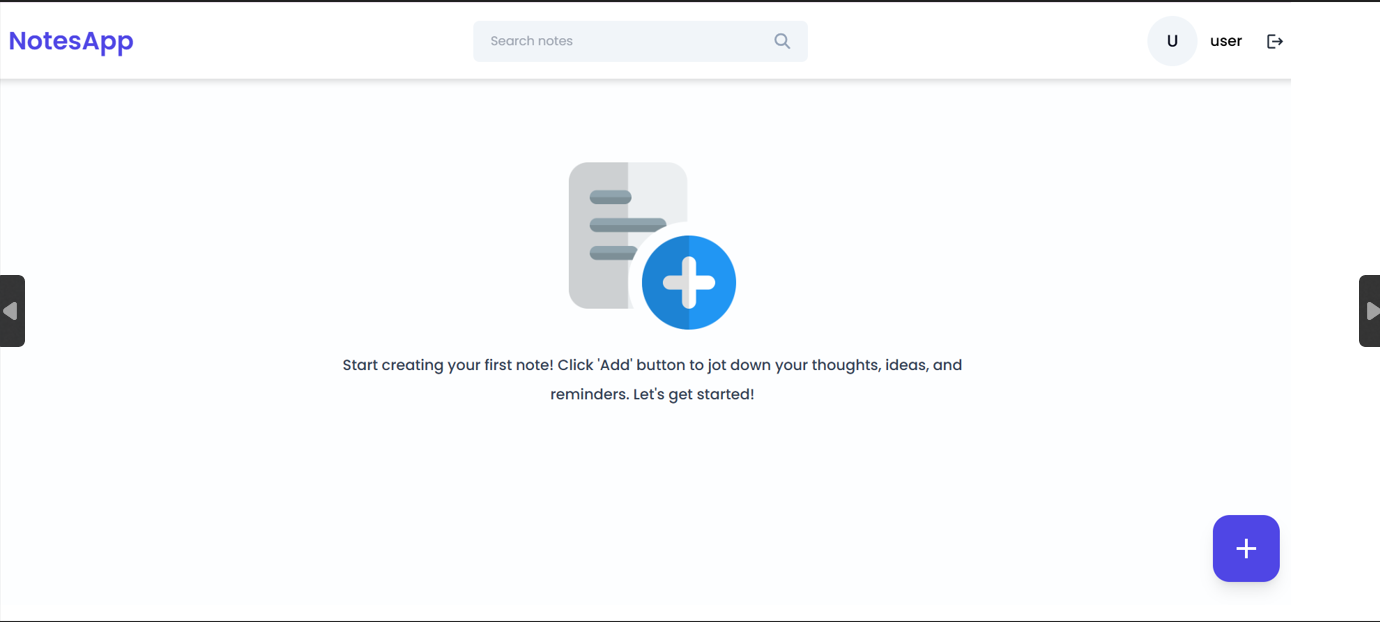 NotesApp
Search notes
U
user
Start creating your first note! Click 'Add' button to jot down your thoughts, ideas, and
reminders. Let's get started!